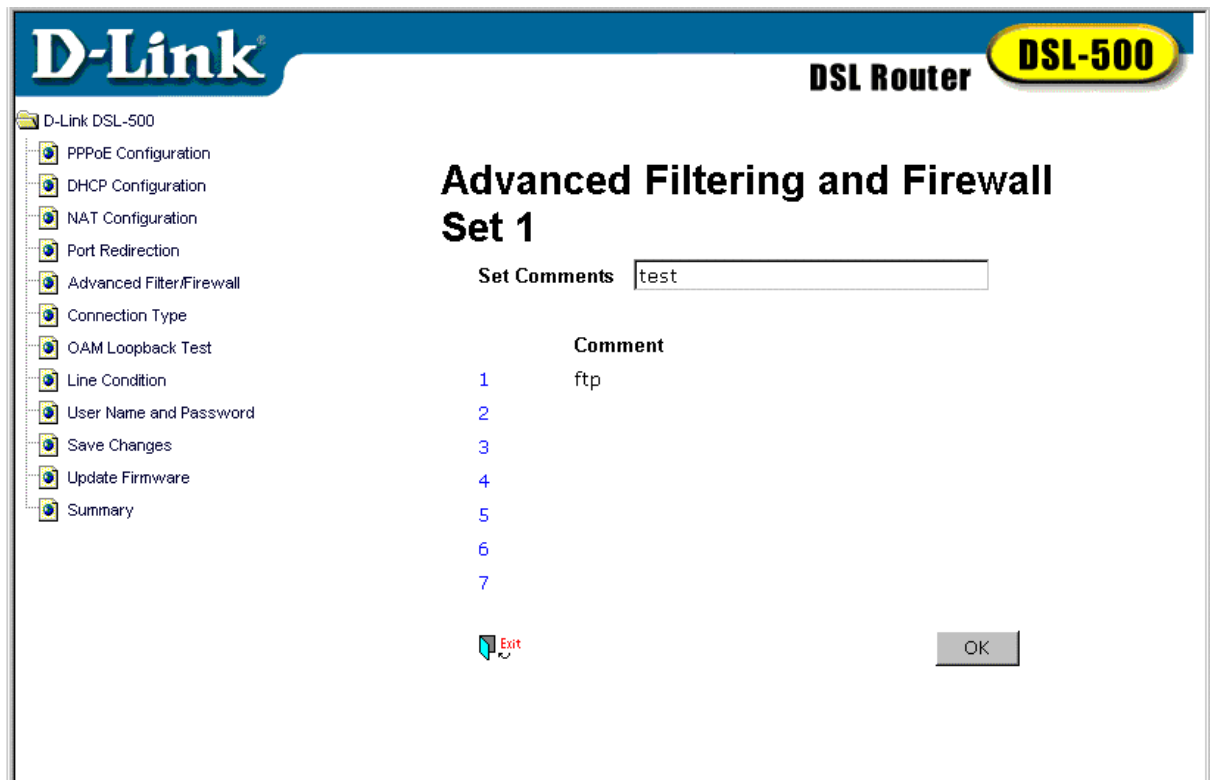 D-Link
DSL Router DSL-500
D-Link DSL-500
PPPoE Configuration
DHCP Configuration
NAT Configuration
Port Redirection
Advanced Filter/Firewall
Connection Type
OAM Loopback Test
Line Condition
User Name and Password
Save Changes
Update Firmware
Summary
Advanced Filtering and Firewall
Set 1
Set Comments test
Comment
1 ftp
2
3
4
5
6
7
Exit
OK